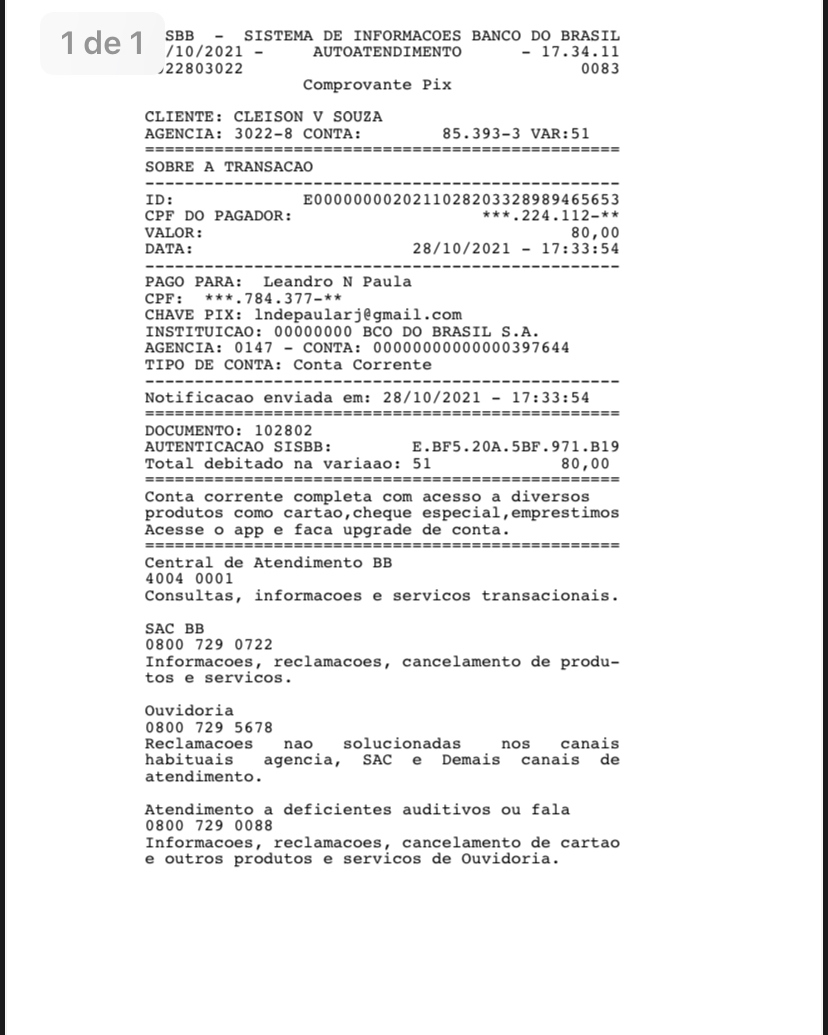 1 de 1
SBB - SISTEMA DE INFORMACOES BANCO DO BRASIL
/10/2021 - AUTOATENDIMENTO - 17.34.11
22803022 0083
Comprovante Pix
CLIENTE: CLEISON V SOUZA
AGENCIA: 3022-8 CONTA: 85.393-3 VAR:51
================================================
SOBRE A TRANSACAO
------------------------------------------------
ID: E00000000202110282033289894​65653
CPF DO PAGADOR: ***.224.112-**
VALOR: 80,00
DATA: 28/10/2021 - 17:33:54
------------------------------------------------
PAGO PARA: Leandro N Paula
CPF: ***.784.377-**
CHAVE PIX: lndepaularj@gmail.com
INSTITUICAO: 00000000 BCO DO BRASIL S.A.
AGENCIA: 0147 - CONTA: 00000000000000397644
TIPO DE CONTA: Conta Corrente
------------------------------------------------
Notificacao enviada em: 28/10/2021 - 17:33:54
================================================
DOCUMENTO: 102802
AUTENTICACAO SISBB: E.BF5.20A.5BF.971.B19
Total debitado na variaao: 51 80,00
================================================
Conta corrente completa com acesso a diversos
produtos como cartao,cheque especial,emprestimos
Acesse o app e faca upgrade de conta.
================================================
Central de Atendimento BB
4004 0001
Consultas, informacoes e servicos transacionais.
SAC BB
0800 729 0722
Informacoes, reclamacoes, cancelamento de produ-
tos e servicos.
Ouvidoria
0800 729 5678
Reclamacoes nao solucionadas nos canais
habituais agencia, SAC e Demais canais de
atendimento.
Atendimento a deficientes auditivos ou fala
0800 729 0088
Informacoes, reclamacoes, cancelamento de cartao
e outros produtos e servicos de Ouvidoria.